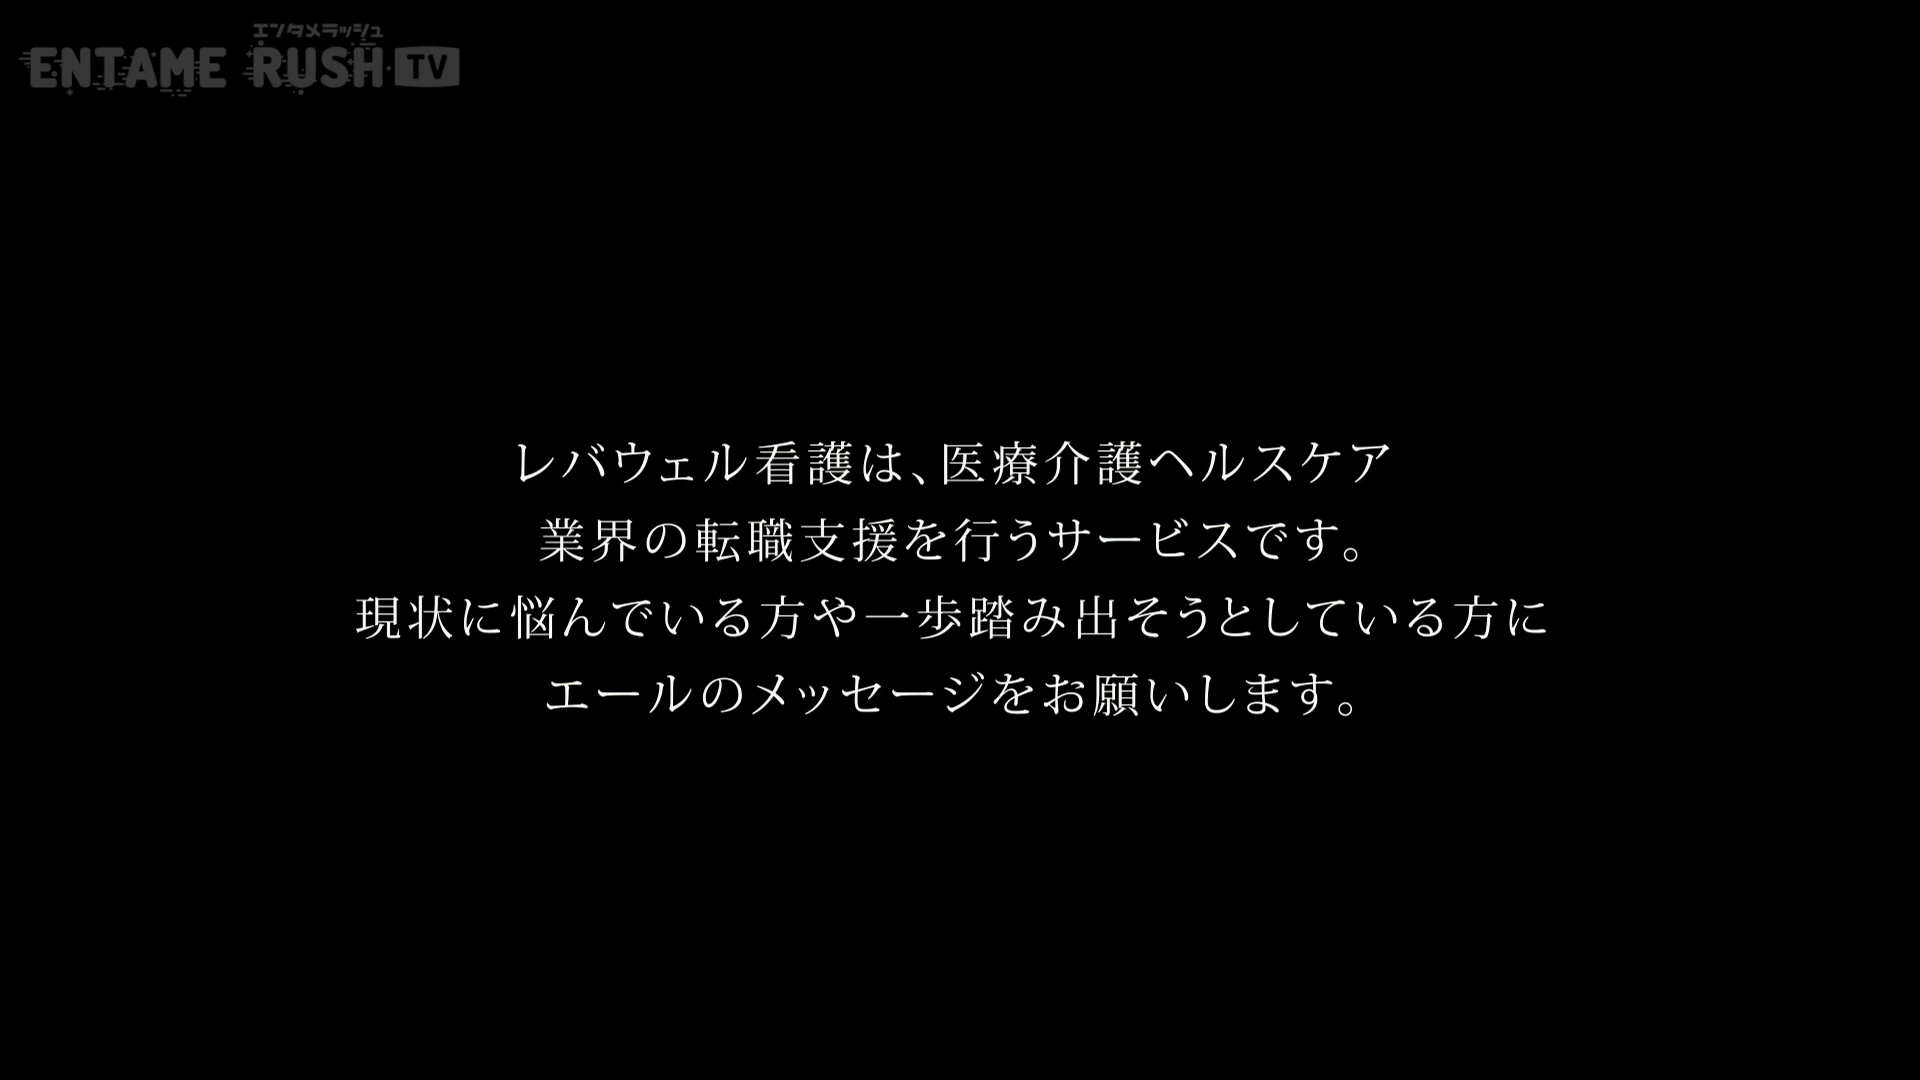 エンタメラッシュ
ENTAME RUSH TV
レバウェル看護は、医療介護ヘルスケア
業界の転職支援を行うサービスです。
現状に悩んでいる方や一歩踏み出そうとしている方に
エールのメッセージをお願いします。